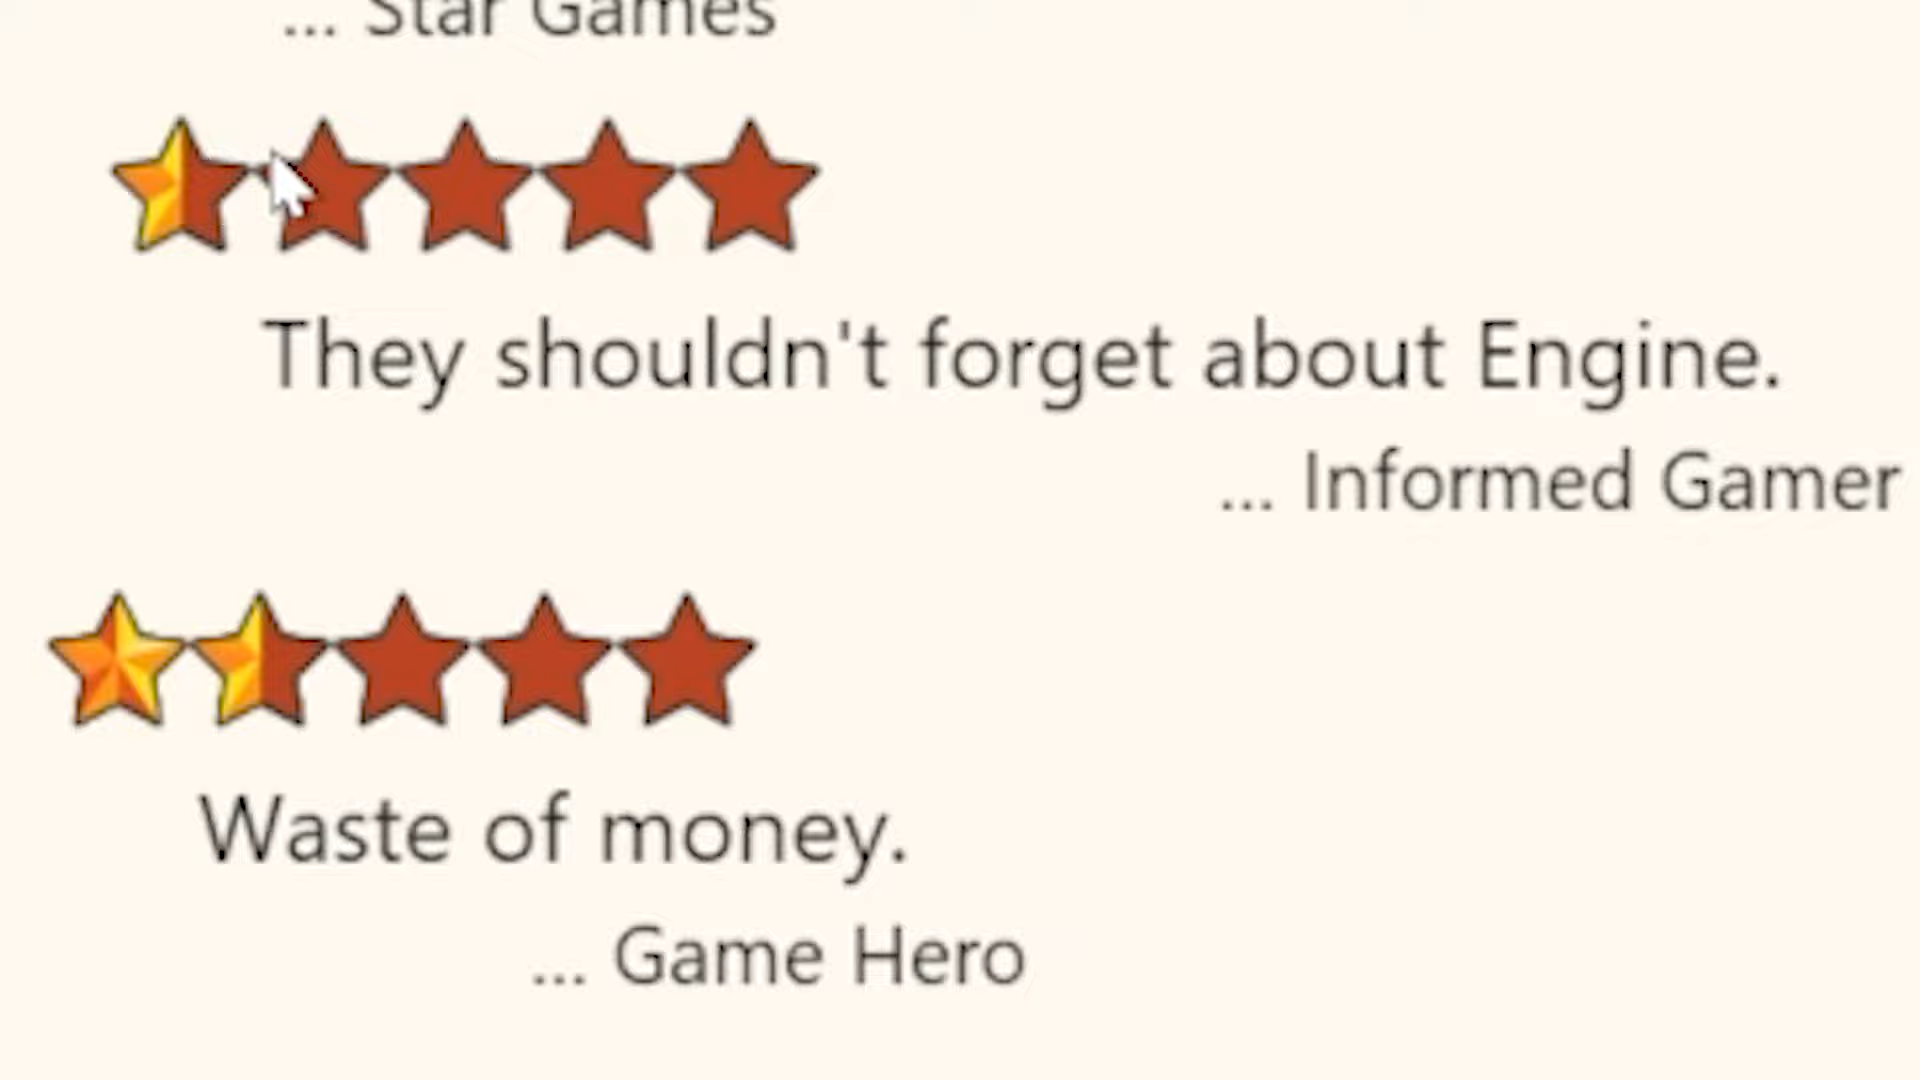 ... Star Games
They shouldn't forget about Engine.
... Informed Gamer
Waste of money.
... Game Hero